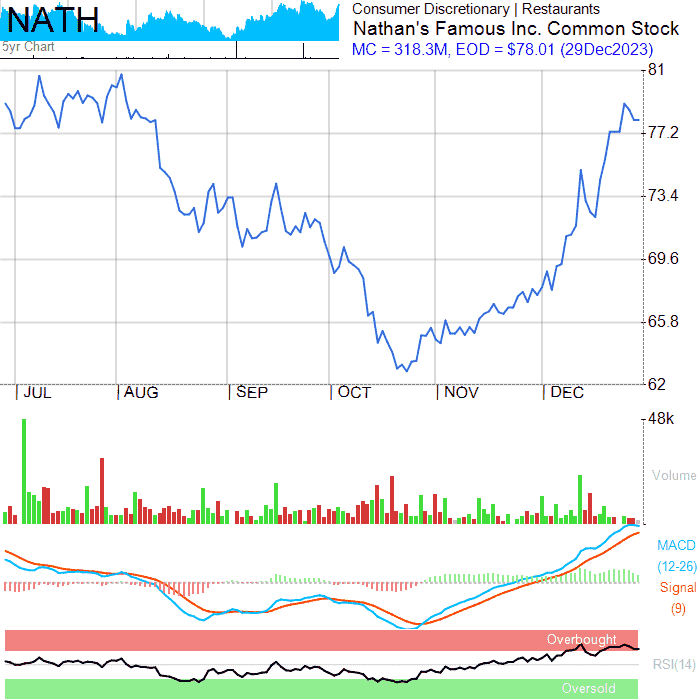 NATH
5yr Chart
Consumer Discretionary | Restaurants
Nathan's Famous Inc. Common Stock
MC = 318.3M, EOD = $78.01 (29Dec2023)
81
77.2
73.4
69.6
65.8
62
JUL AUG SEP OCT NOV DEC
48k
Volume
MACD
(12-26)
Signal
(9)
Overbought
RSI(14)
Oversold